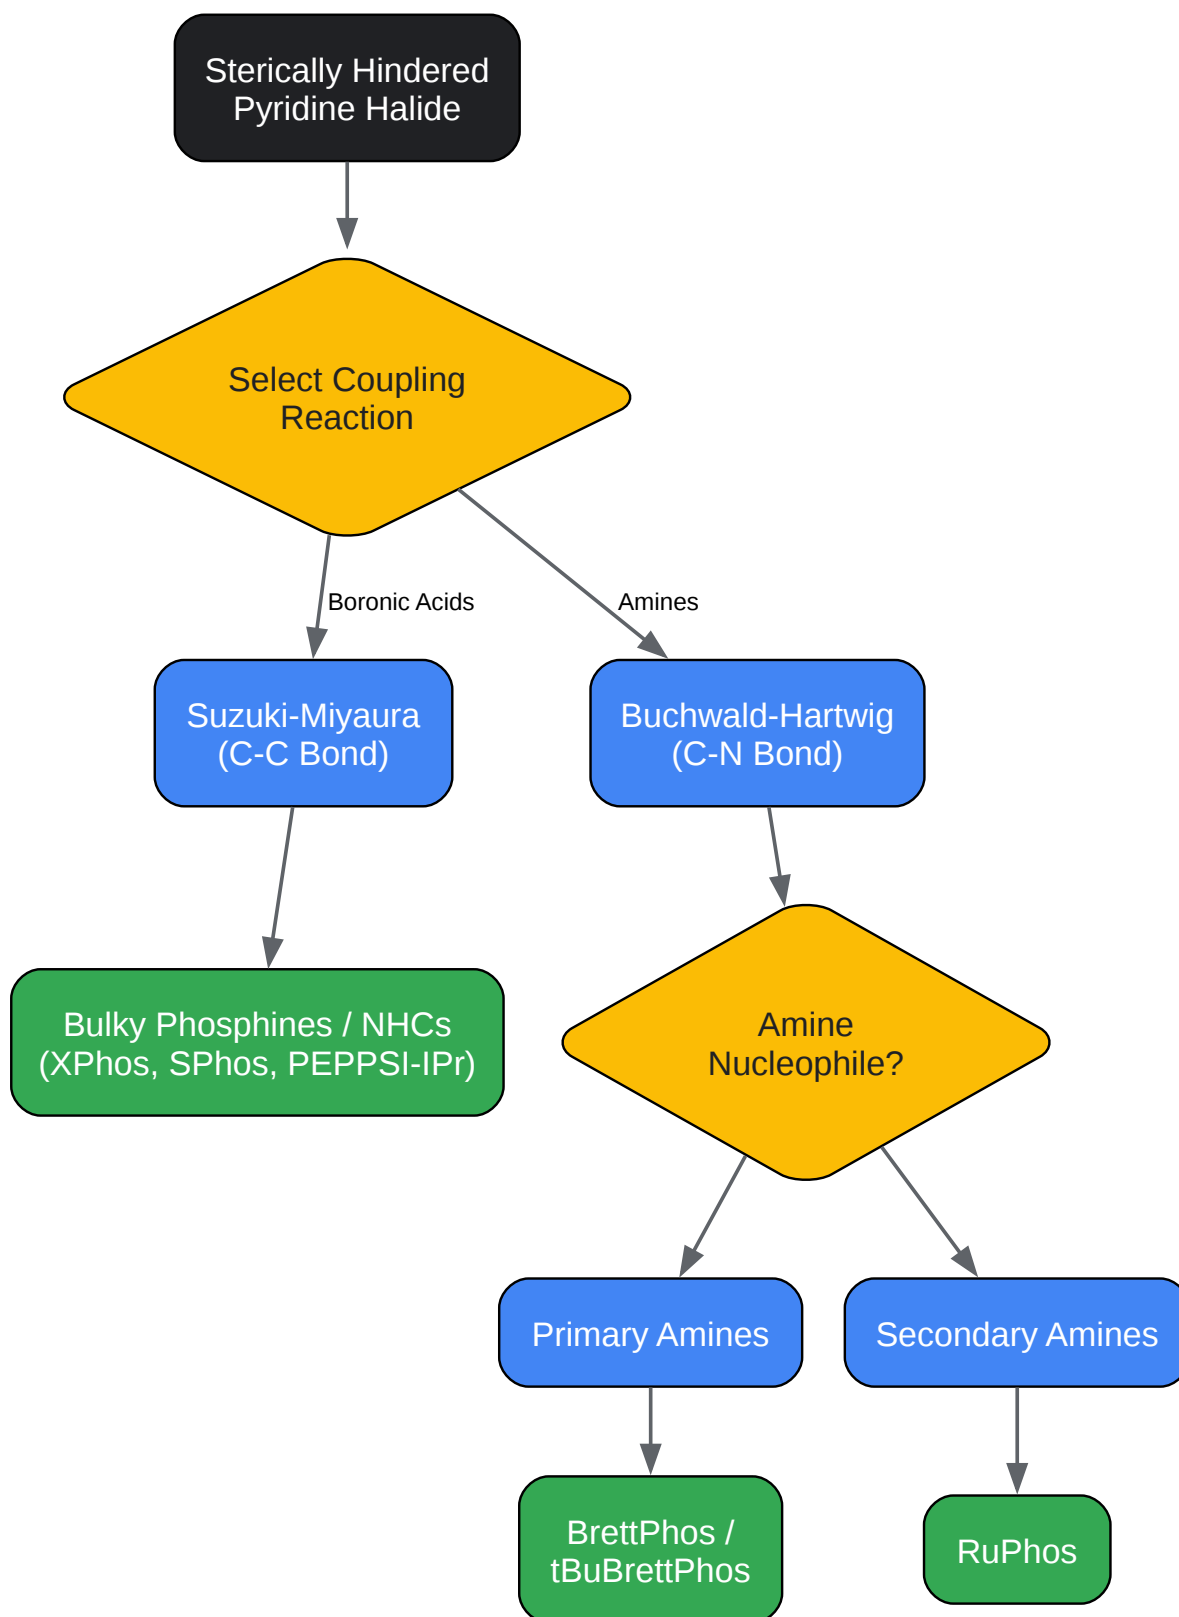 Sterically Hindered
Pyridine Halide
Select Coupling
Reaction
Boronic Acids
Amines
Suzuki-Miyaura
(C-C Bond)
Buchwald-Hartwig
(C-N Bond)
Bulky Phosphines / NHCs
(XPhos, SPhos, PEPPSI-IPr)
Amine
Nucleophile?
Primary Amines
Secondary Amines
BrettPhos /
tBuBrettPhos
RuPhos